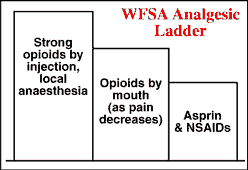 WFSA Analgesic
Ladder
Strong
opioids by
injection,
local
anaesthesia
Opioids by
mouth
(as pain
decreases)
Asprin
& NSAIDs